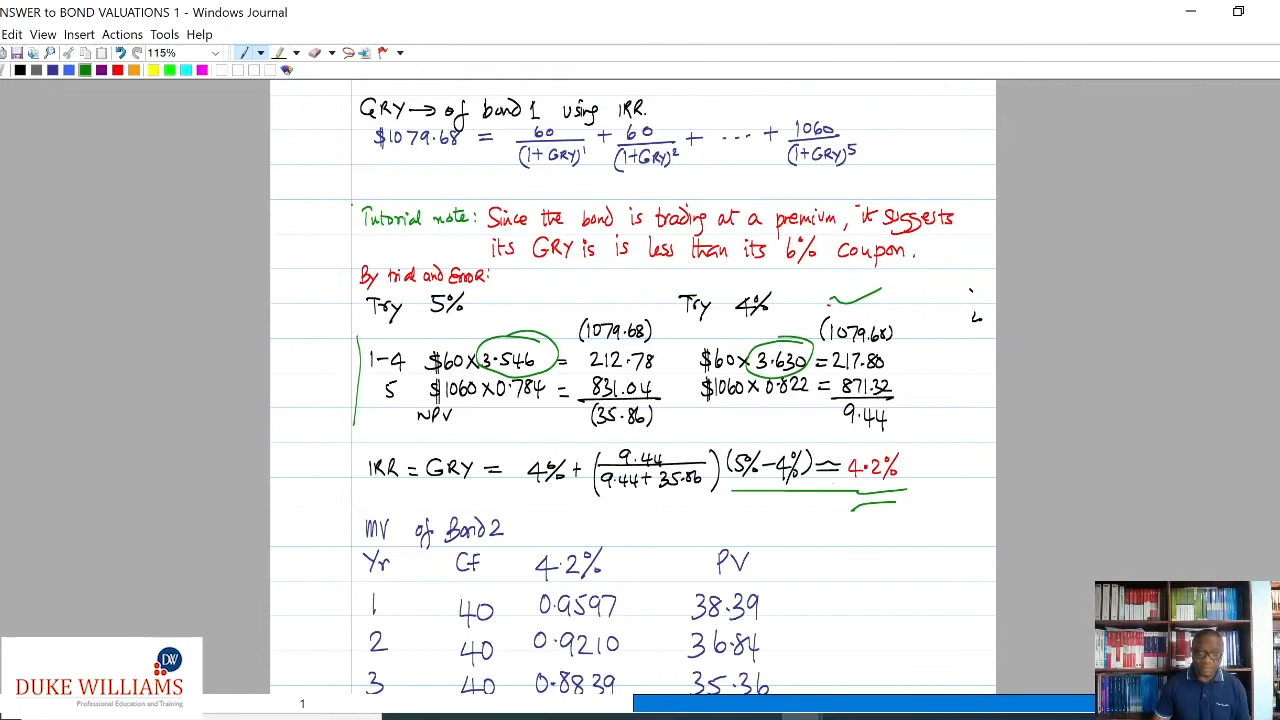 NSWER to BOND VALUATIONS 1 - Windows Journal
Edit View Insert Actions Tools Help
115%
GRY → of bond 1 using IRR.
$1079.68 = 60/(1+GRY)^1 + 60/(1+GRY)^2 + ... + 1060/(1+GRY)^5
Tutorial note: Since the bond is trading at a premium, it suggests
its GRY is is less than its 6% coupon.
By trial and Error:
Try 5% Try 4%
(1079.68) (1079.68)
1-4 $60×3.546 = 212.78 $60×3.630 = 217.80
5 $1060×0.784 = 831.04 $1060×0.822 = 871.32
NPV (35.86) 9.44
IRR = GRY = 4% + (9.44/9.44+35.86) (5%-4%) ≃ 4.2%
MV of Bond 2
Yr CF 4.2% PV
1 40 0.9597 38.39
2 40 0.9210 36.84
3 40 0.8839 35.36
DW
DUKE WILLIAMS
Professional Education and Training
1